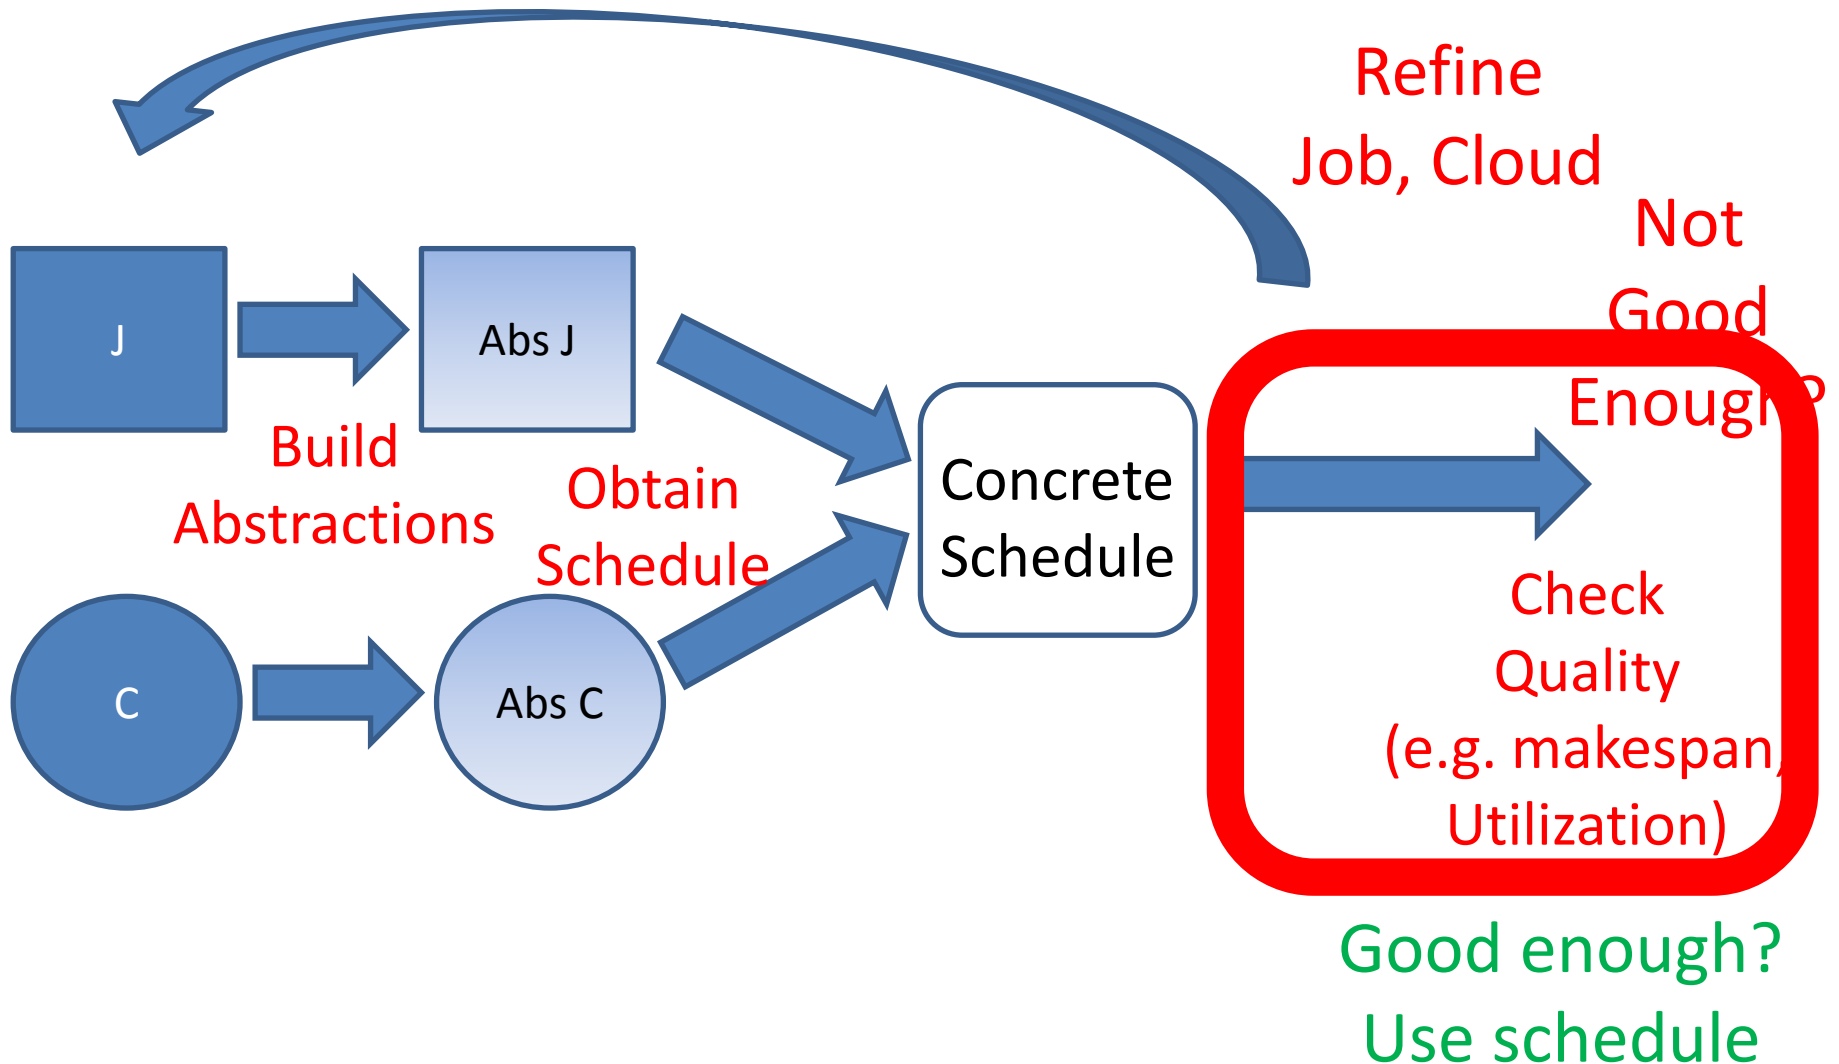 Refine
Job, Cloud
Not
Good
Enough?
J
Abs J
Build
Abstractions
Obtain
Schedule
Concrete
Schedule
C
Abs C
Check
Quality
(e.g. makespan,
Utilization)
Good enough?
Use schedule